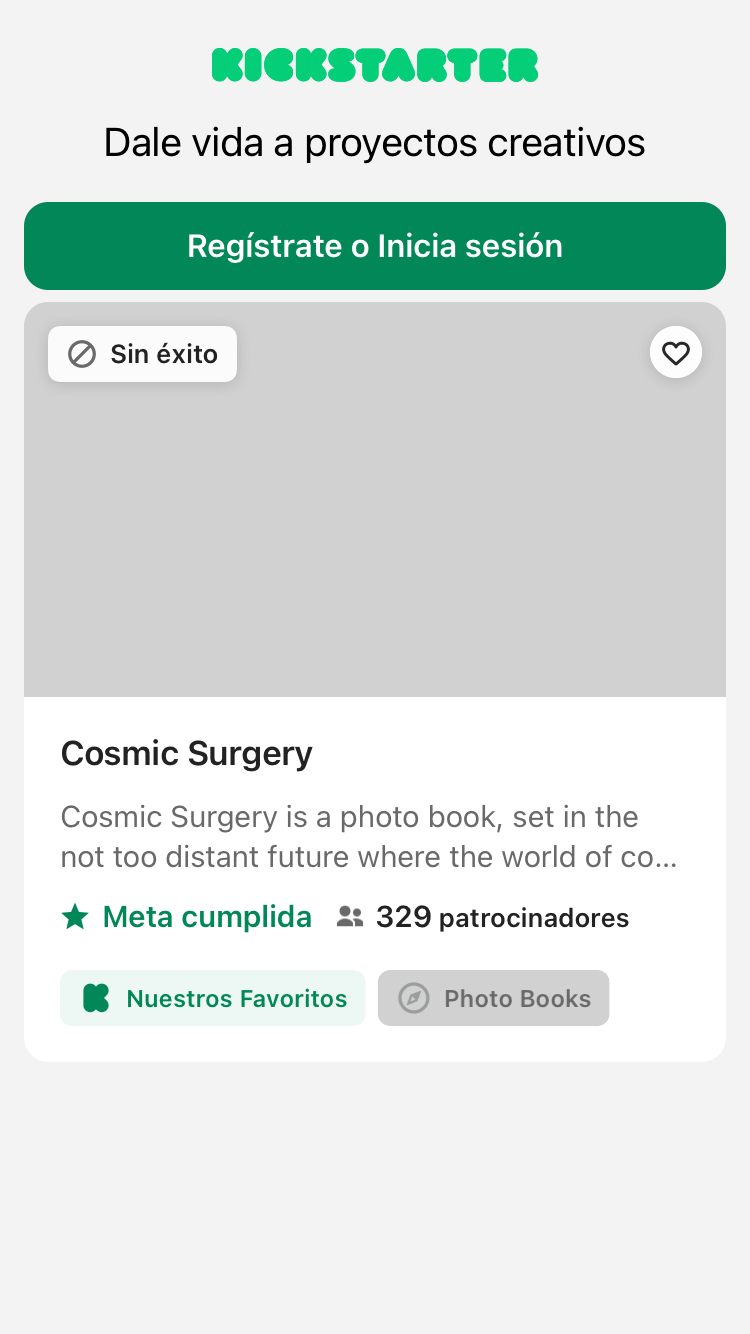 KICKSTARTER
Dale vida a proyectos creativos
Regístrate o Inicia sesión
Sin éxito
Cosmic Surgery
Cosmic Surgery is a photo book, set in the
not too distant future where the world of co...
Meta cumplida 329 patrocinadores
Nuestros Favoritos Photo Books